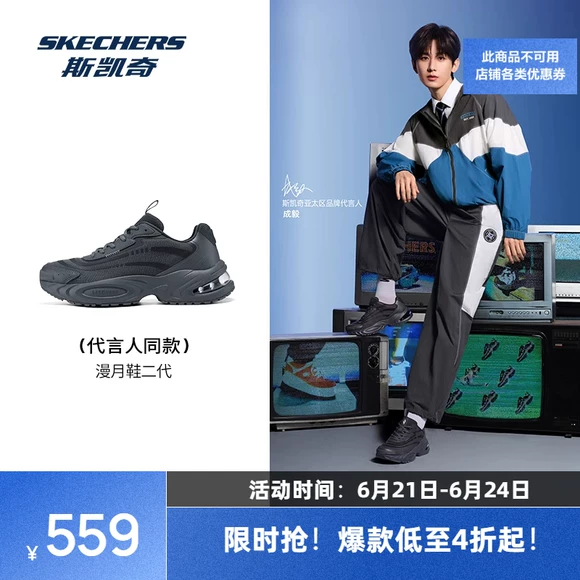 SKECHERS
斯凯奇
此商品不可用
店铺各类优惠券
斯凯奇亚太区品牌代言人
成毅
SKECHERS
（代言人同款）
漫月鞋二代
活动时间：6月21日-6月24日
¥559
限时抢！爆款低至4折起！